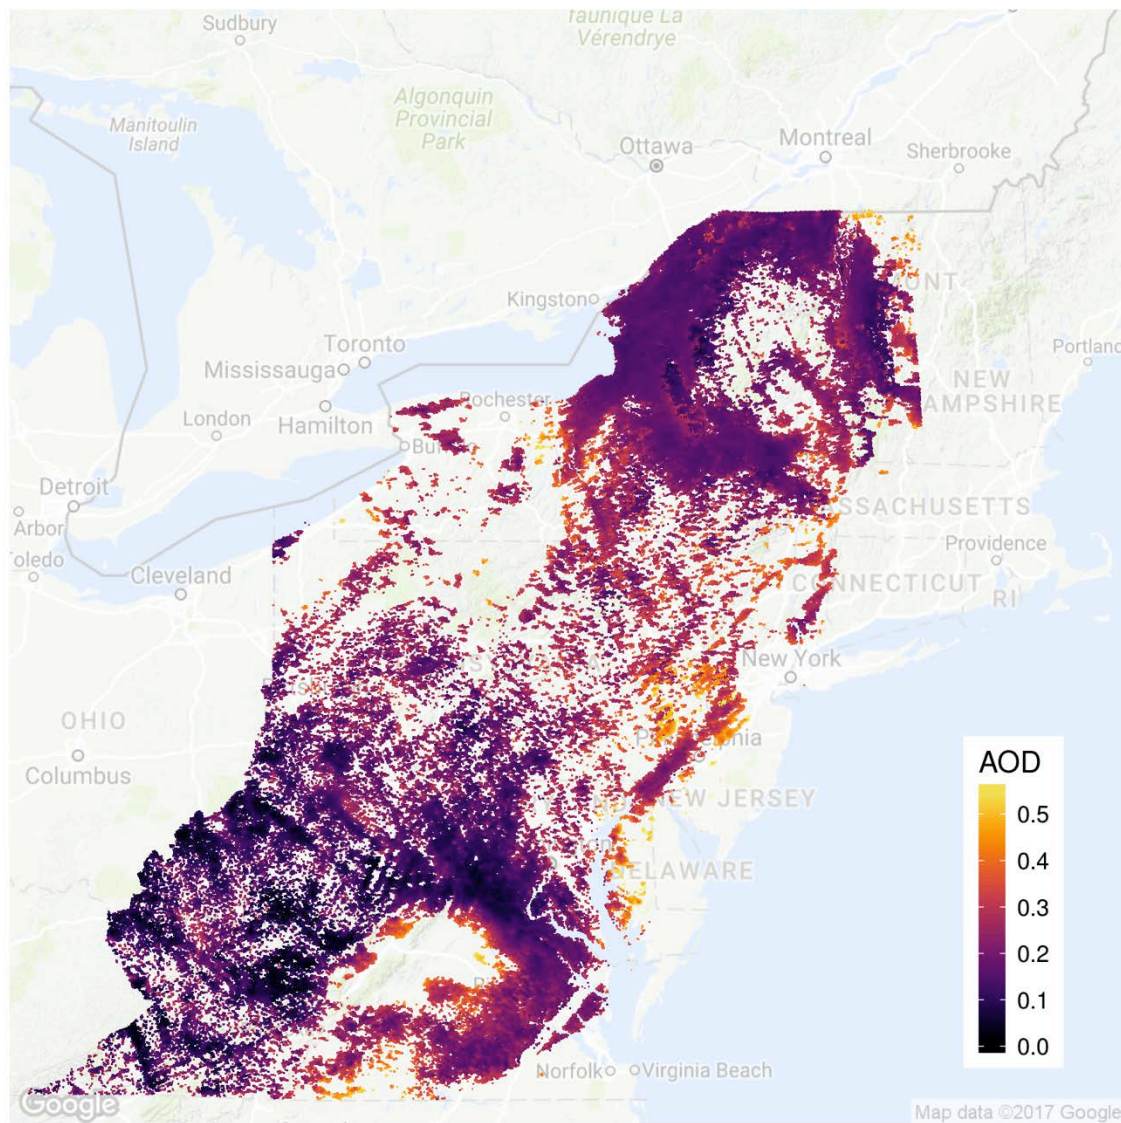 faunique La
Vérendrye
Sudbury
Algonquin
Provincial
Park
Manitoulin
Island
Ottawa
Montreal
Sherbrooke
Kingston
Toronto
Mississauga
Rochester
London
Hamilton
Portland
NEW
Detroit
Arbor
Toledo
Cleveland
Providence
CONNECTICUT
RI
New York
OHIO
Columbus
NEW JERSEY
DELAWARE
AOD
0.5
0.4
0.3
0.2
0.1
0.0
Norfolk
Virginia Beach
Google
Map data ©2017 Google